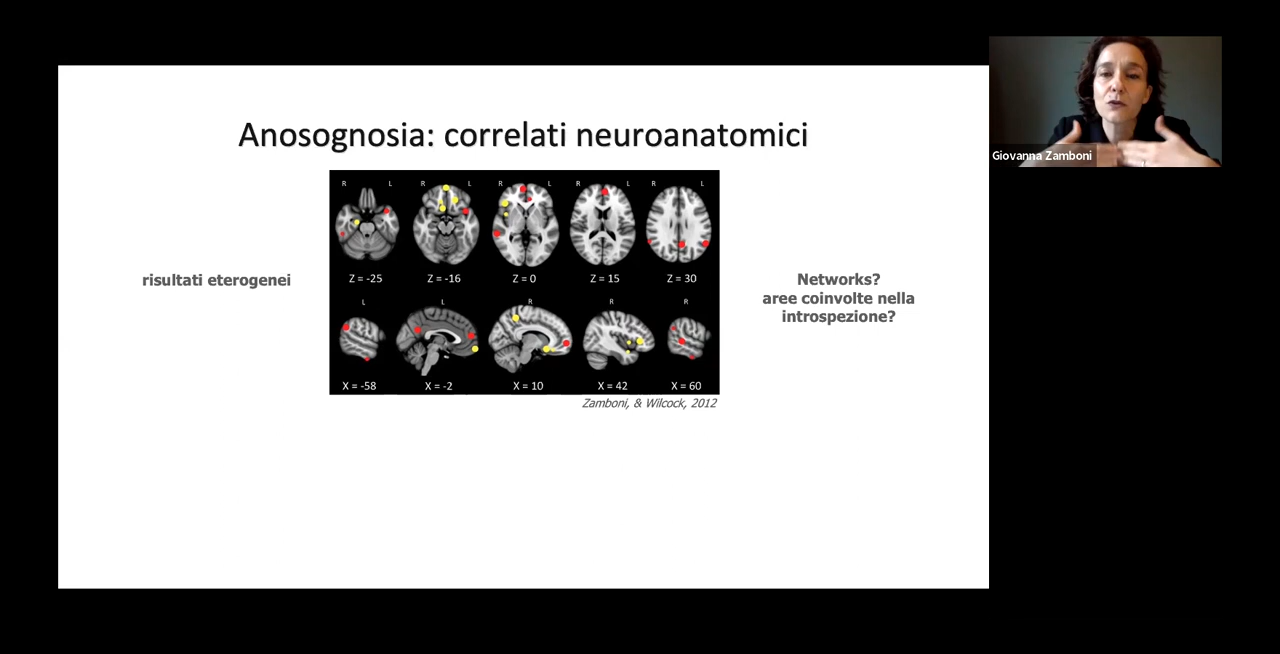 Anosognosia: correlati neuroanatomici
risultati eterogenei
R L R L R L R L R L
Z = -25 Z = -16 Z = 0 Z = 15 Z = 30
L L R R R
X = -58 X = -2 X = 10 X = 42 X = 60
Zamboni, & Wilcock, 2012
Networks?
aree coinvolte nella
introspezione?
Giovanna Zamboni